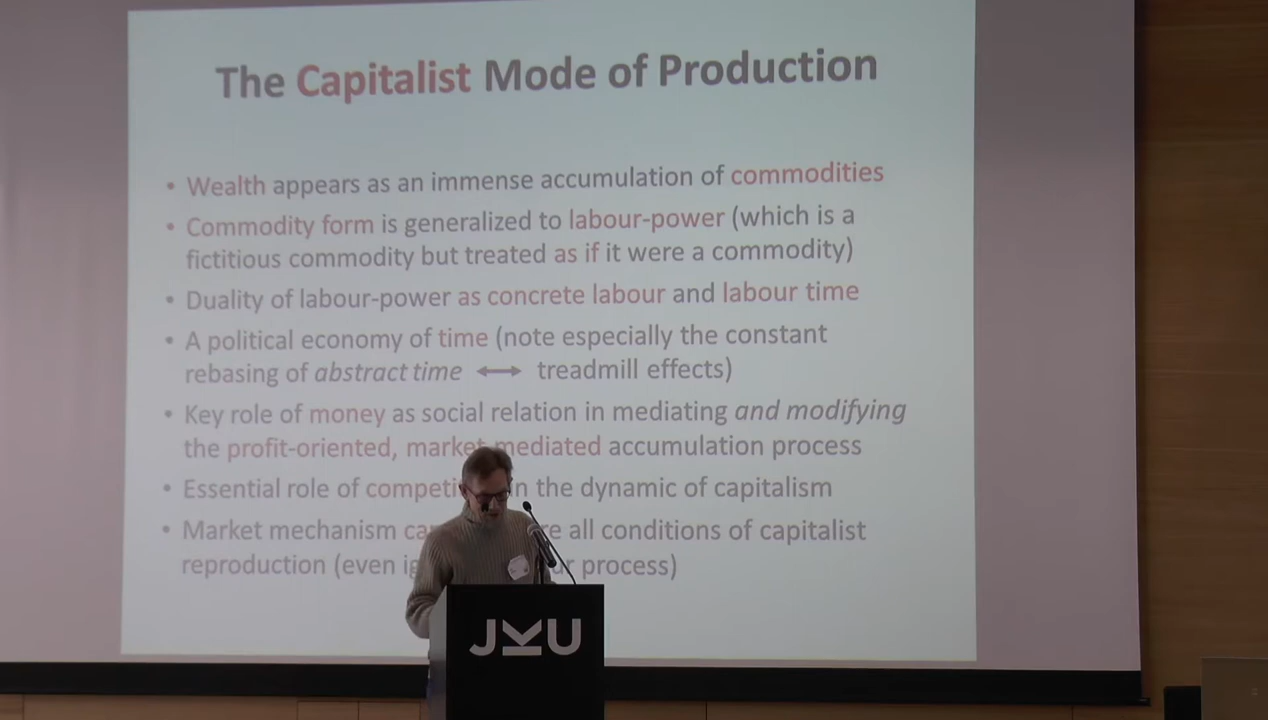 The Capitalist Mode of Production
• Wealth appears as an immense accumulation of commodities
• Commodity form is generalized to labour-power (which is a
fictitious commodity but treated as if it were a commodity)
• Duality of labour-power as concrete labour and labour time
• A political economy of time (note especially the constant
rebasing of abstract time ⟷ treadmill effects)
• Key role of money as social relation in mediating and modifying
the profit-oriented, market-mediated accumulation process
• Essential role of in the dynamic of capitalism
• Market mechanism all conditions of capitalist
reproduction (even process)
JKU